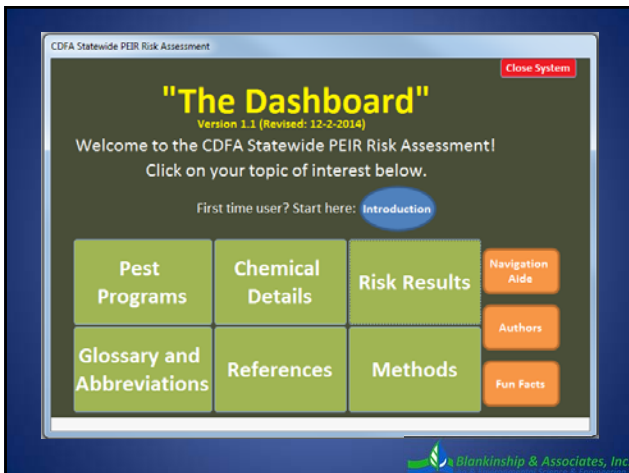 CDFA Statewide PEIR Risk Assessment
Close System
"The Dashboard"
Version 1.1 (Revised: 12-2-2014)
Welcome to the CDFA Statewide PEIR Risk Assessment!
Click on your topic of interest below.
First time user? Start here: Introduction
Pest
Programs
Chemical
Details
Risk Results
Navigation
Aide
Authors
Glossary and
Abbreviations
References
Methods
Fun Facts
Blankinship & Associates, Inc